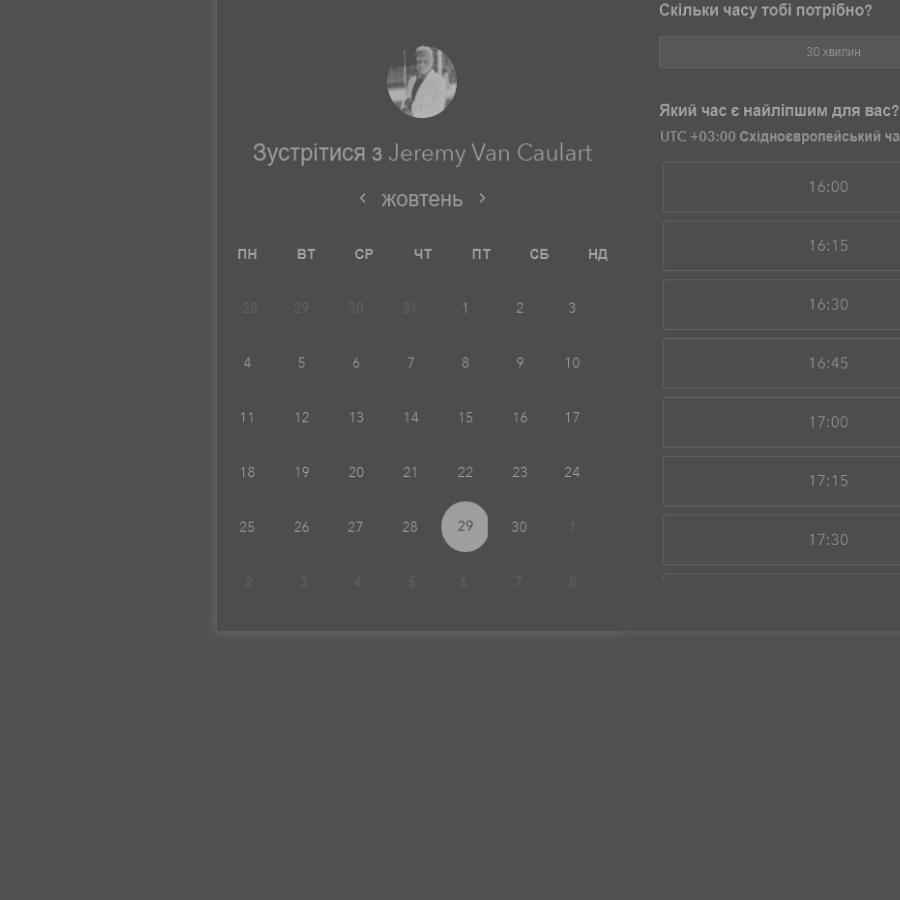 Зустрітися з Jeremy Van Caulart
жовтень
ПН ВТ СР ЧТ ПТ СБ НД
28 29 30 31 1 2 3
4 5 6 7 8 9 10
11 12 13 14 15 16 17
18 19 20 21 22 23 24
25 26 27 28 29 30 1
2 3 4 5 6 7 8
Скільки часу тобі потрібно?
30 хвилин
Який час є найліпшим для вас?
UTC +03:00 Східноєвропейський ча
16:00
16:15
16:30
16:45
17:00
17:15
17:30